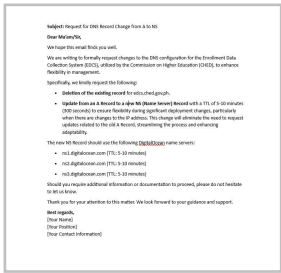 Subject: Request for DNS Record Change from A to NS
Dear Ma'am/Sir,
We hope this email finds you well.
We are writing to formally request changes to the DNS configuration for the Enrollment Data
Collection System (EDCS), utilized by the Commission on Higher Education (CHED), to enhance
flexibility in management.
Specifically, we kindly request the following:
• Deletion of the existing record for edcs.ched.gov.ph.
• Update from an A Record to a new NS (Name Server) Record with a TTL of 5-10 minutes
(300 seconds) to ensure flexibility during significant deployment changes, particularly
when there are changes to the IP address. This change will eliminate the need to request
updates related to the old A Record, streamlining the process and enhancing
adaptability.
The new NS Record should use the following DigitalOcean name servers:
• ns1.digitalocean.com [TTL: 5-10 minutes]
• ns2.digitalocean.com [TTL: 5-10 minutes]
• ns3.digitalocean.com [TTL: 5-10 minutes]
Should you require additional information or documentation to proceed, please do not hesitate
to let us know.
Thank you for your attention to this matter. We look forward to your guidance and support.
Best regards,
[Your Name]
[Your Position]
[Your Contact Information]